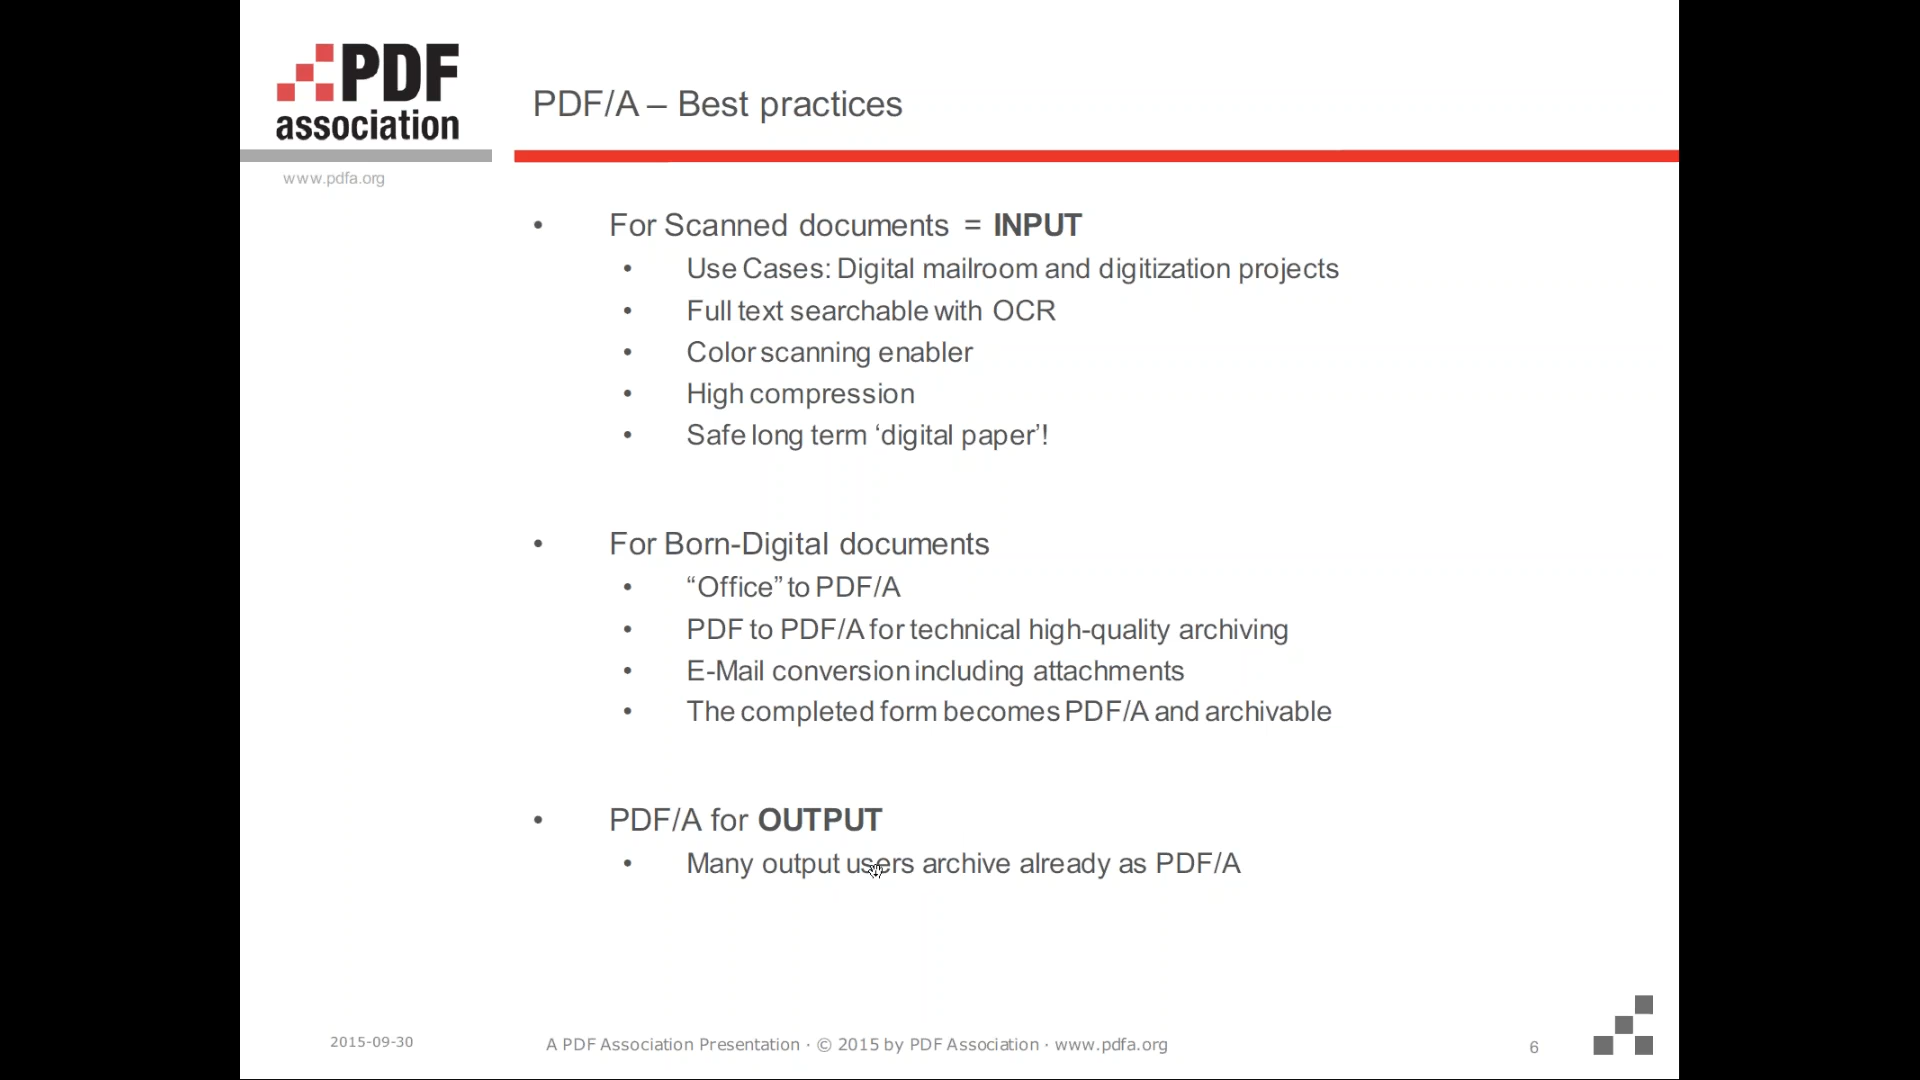 PDF
association
PDF/A – Best practices
www.pdfa.org
• For Scanned documents = INPUT
• Use Cases: Digital mailroom and digitization projects
• Full text searchable with OCR
• Color scanning enabler
• High compression
• Safe long term ‘digital paper’!
• For Born-Digital documents
• “Office” to PDF/A
• PDF to PDF/A for technical high-quality archiving
• E-Mail conversion including attachments
• The completed form becomes PDF/A and archivable
• PDF/A for OUTPUT
• Many output users archive already as PDF/A
2015-09-30
A PDF Association Presentation · © 2015 by PDF Association · www.pdfa.org
6